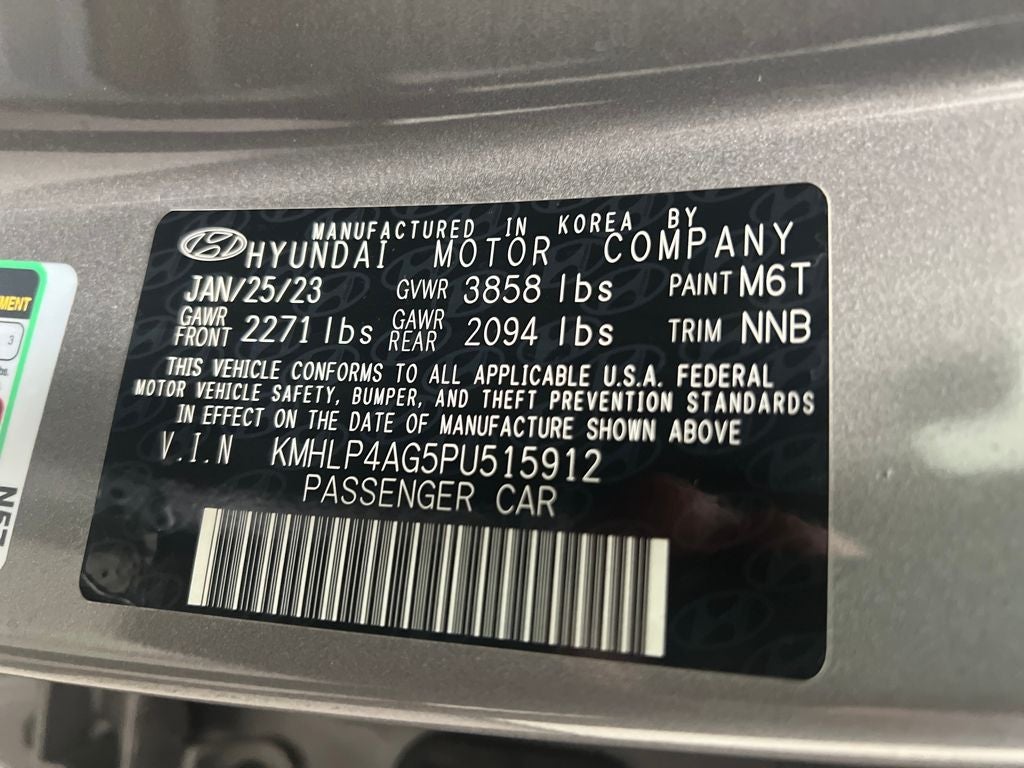 MANUFACTURED IN KOREA BY
HYUNDAI MOTOR COMPANY
JAN/25/23 GVWR 3858 lbs PAINT M6T
GAWR FRONT 2271 lbs GAWR REAR 2094 lbs TRIM NNB
THIS VEHICLE CONFORMS TO ALL APPLICABLE U.S.A. FEDERAL
MOTOR VEHICLE SAFETY, BUMPER, AND THEFT PREVENTION STANDARDS
IN EFFECT ON THE DATE OF MANUFACTURE SHOWN ABOVE
V.I.N KMHLP4AG5PU515912
PASSENGER CAR
MENT
3